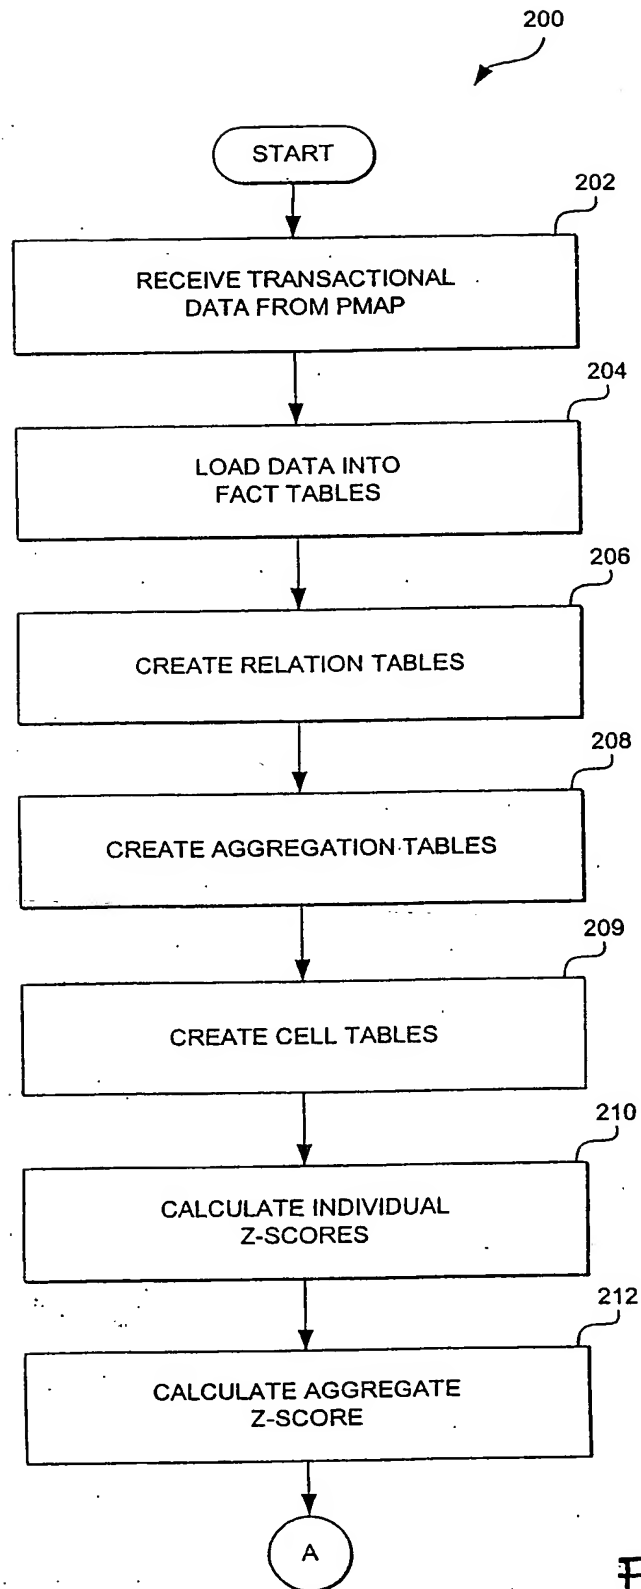 200
START
202
RECEIVE TRANSACTIONAL
DATA FROM PMAP
204
LOAD DATA INTO
FACT TABLES
206
CREATE RELATION TABLES
208
CREATE AGGREGATION TABLES
209
CREATE CELL TABLES
210
CALCULATE INDIVIDUAL
Z-SCORES
212
CALCULATE AGGREGATE
Z-SCORE
A